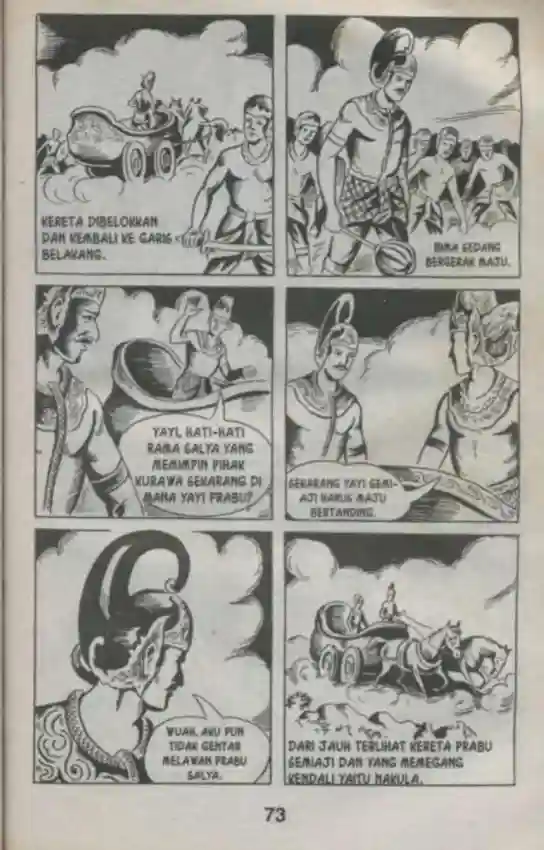 KERETA DIBELOKKAN
DAN KEMBALI KE GARIS
BELAKANG.
BIMA SEDANG
BERGERAK MAJU.
YAYI, HATI-HATI
RAMA SALYA YANG
MEMIMPIN PIHAK
KURAWA SEKARANG DI
MANA YAYI PRABU?
SEKARANG YAYI SEMI-
AJI HARUS MAJU
BERTANDING.
WUAH, AKU PUN
TIDAK GENTAR
MELAWAN PRABU
SALYA.
DARI JAUH TERLIHAT KERETA PRABU
SEMIAJI DAN YANG MEMEGANG
KENDALI YAITU NAKULA.
73